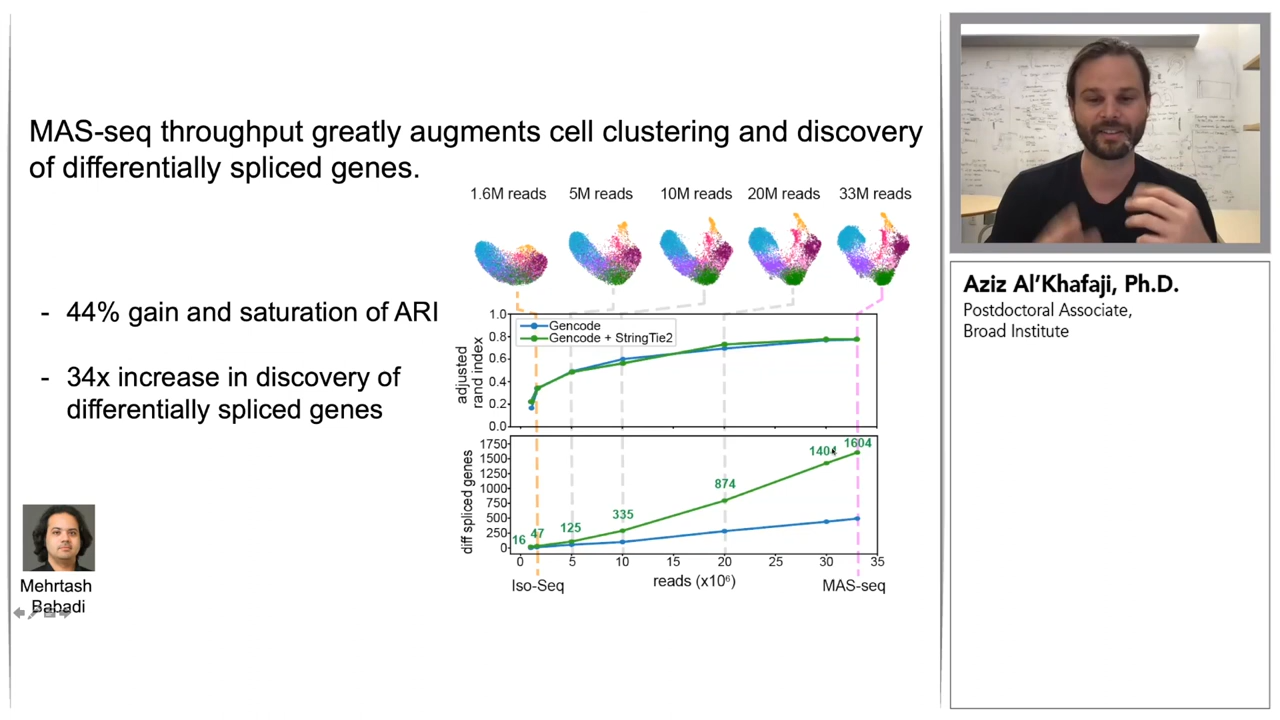 MAS-seq throughput greatly augments cell clustering and discovery
of differentially spliced genes.
1.6M reads 5M reads 10M reads 20M reads 33M reads
- 44% gain and saturation of ARI
- 34x increase in discovery of
differentially spliced genes
Gencode
Gencode + StringTie2
adjusted
rand index
1.0
0.8
0.6
0.4
0.2
0.0
diff spliced genes
1750
1500
1250
1000
750
500
250
0
16 47 125 335 874 1404 1604
0 5 10 15 20 25 30 35
Iso-Seq reads (x10⁶) MAS-seq
Mehrtash
Babadi
Aziz Al'Khafaji, Ph.D.
Postdoctoral Associate,
Broad Institute